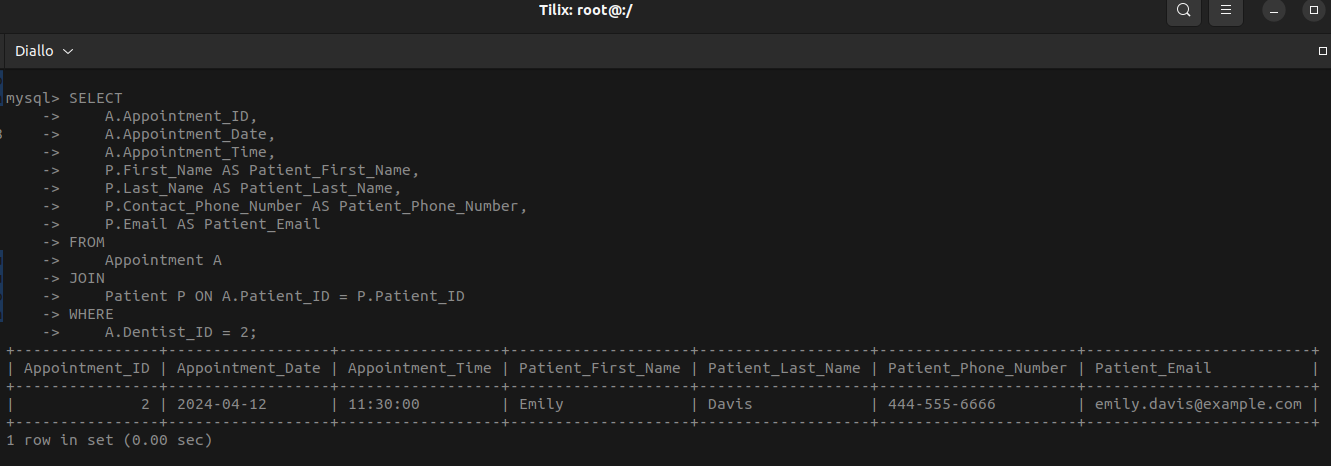 Tilix: root@:/
Diallo
mysql> SELECT
    ->     A.Appointment_ID,
    ->     A.Appointment_Date,
    ->     A.Appointment_Time,
    ->     P.First_Name AS Patient_First_Name,
    ->     P.Last_Name AS Patient_Last_Name,
    ->     P.Contact_Phone_Number AS Patient_Phone_Number,
    ->     P.Email AS Patient_Email
    -> FROM
    ->     Appointment A
    -> JOIN
    ->     Patient P ON A.Patient_ID = P.Patient_ID
    -> WHERE
    ->     A.Dentist_ID = 2;
+----------------+------------------+------------------+--------------------+-------------------+----------------------+-------------------------+
| Appointment_ID | Appointment_Date | Appointment_Time | Patient_First_Name | Patient_Last_Name | Patient_Phone_Number | Patient_Email           |
+----------------+------------------+------------------+--------------------+-------------------+----------------------+-------------------------+
|              2 | 2024-04-12       | 11:30:00         | Emily              | Davis             | 444-555-6666         | emily.davis@example.com |
+----------------+------------------+------------------+--------------------+-------------------+----------------------+-------------------------+
1 row in set (0.00 sec)